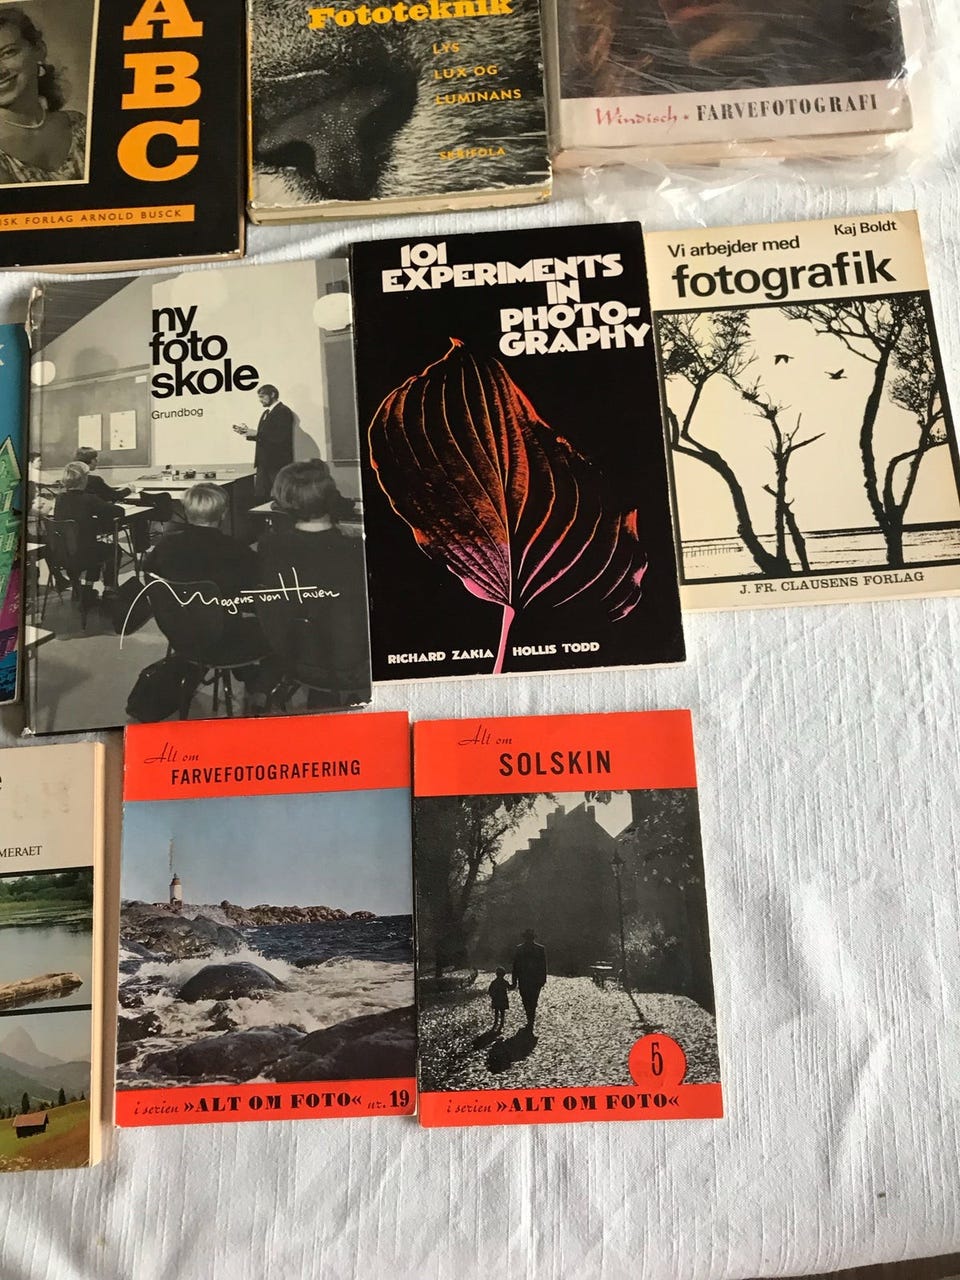 A
B
C
SK FORLAG ARNOLD BUSCK
Fototeknik
LYS
LUX OG
LUMINANS
SKRIFOLA
Windisch • FARVEFOTOGRAFI
ny
foto
skole
Grundbog
Mogens von Haven
101
EXPERIMENTS
IN
PHOTO-
GRAPHY
RICHARD ZAKIA HOLLIS TODD
Kaj Boldt
Vi arbejder med
fotografik
J. FR. CLAUSENS FORLAG
MERAET
Alt om
FARVEFOTOGRAFERING
i serien »ALT OM FOTO« nr. 19
Alt om
SOLSKIN
5
i serien »ALT OM FOTO«